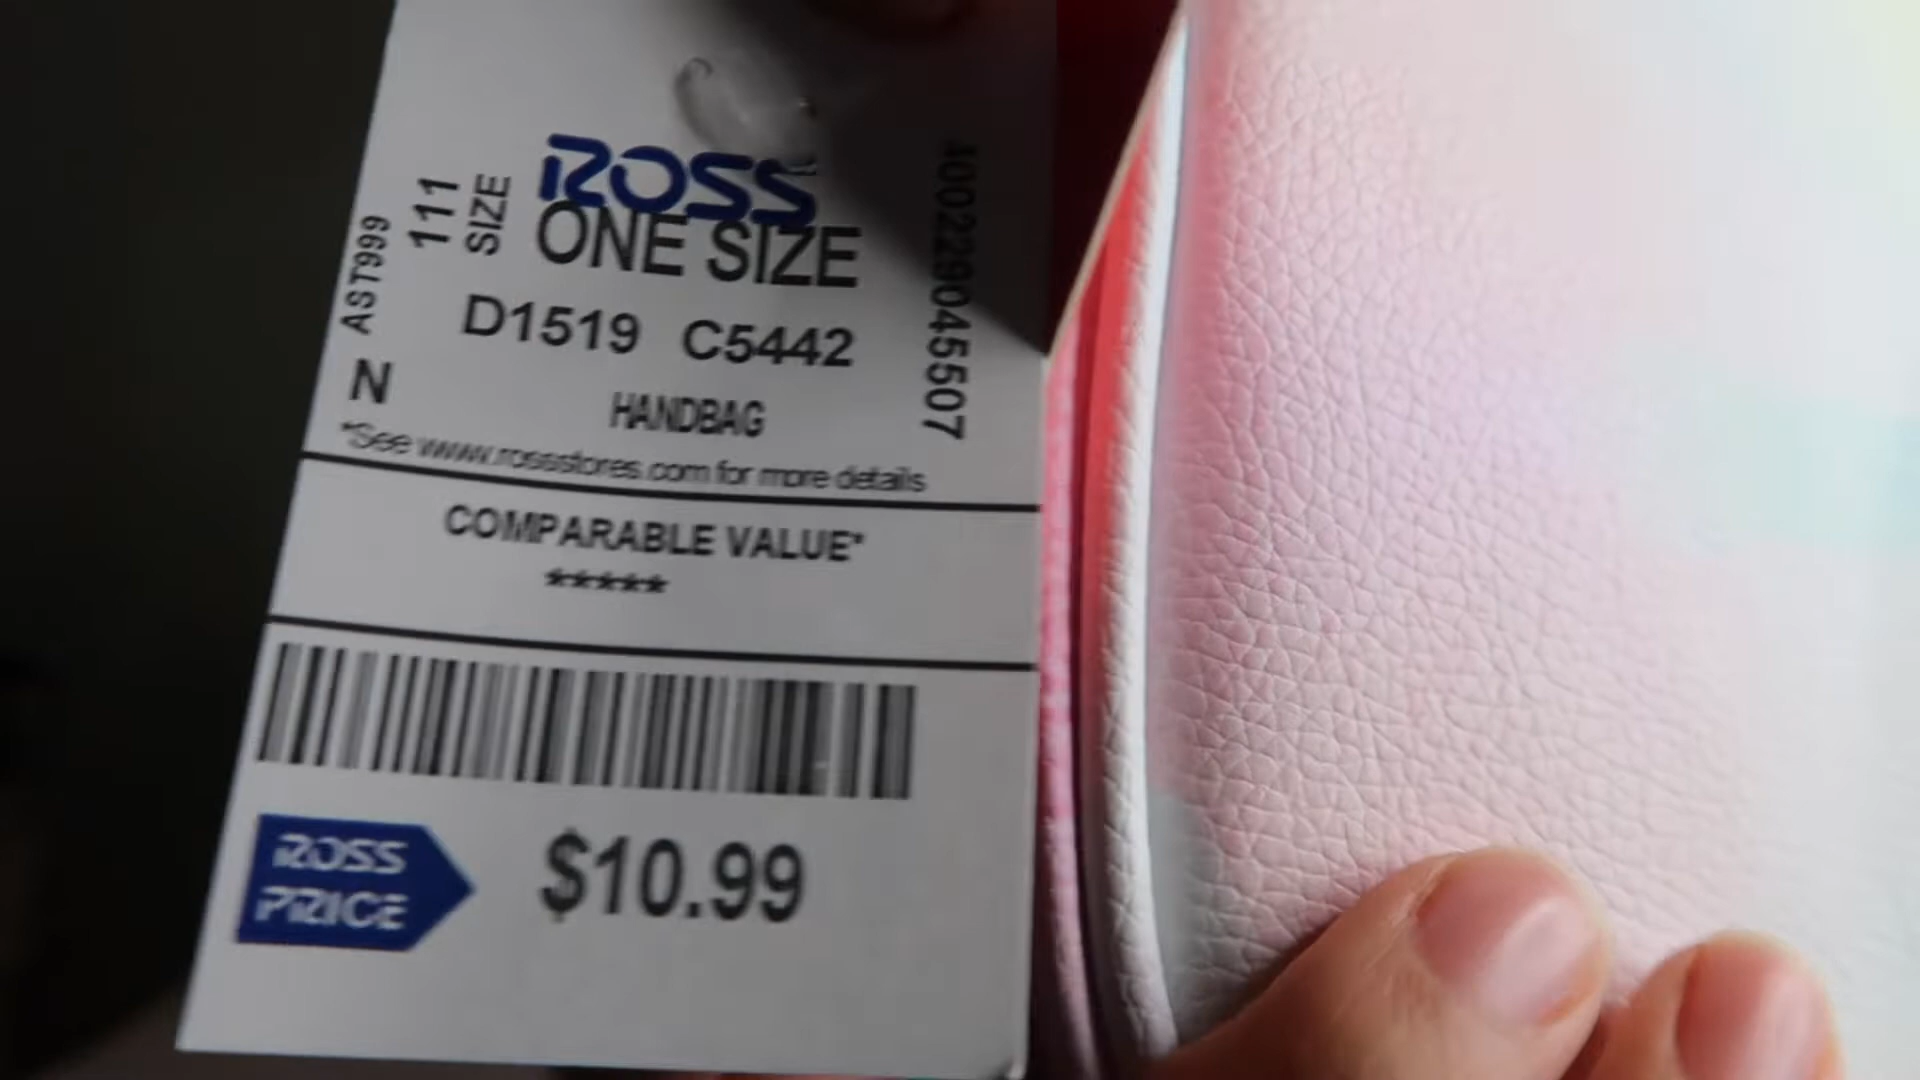 ROSS
ONE SIZE
SIZE
111
AST999
D1519 C5442
N
HANDBAG
400229045507
*See www.rossstores.com for more details
COMPARABLE VALUE*
*****
ROSS
PRICE
$10.99